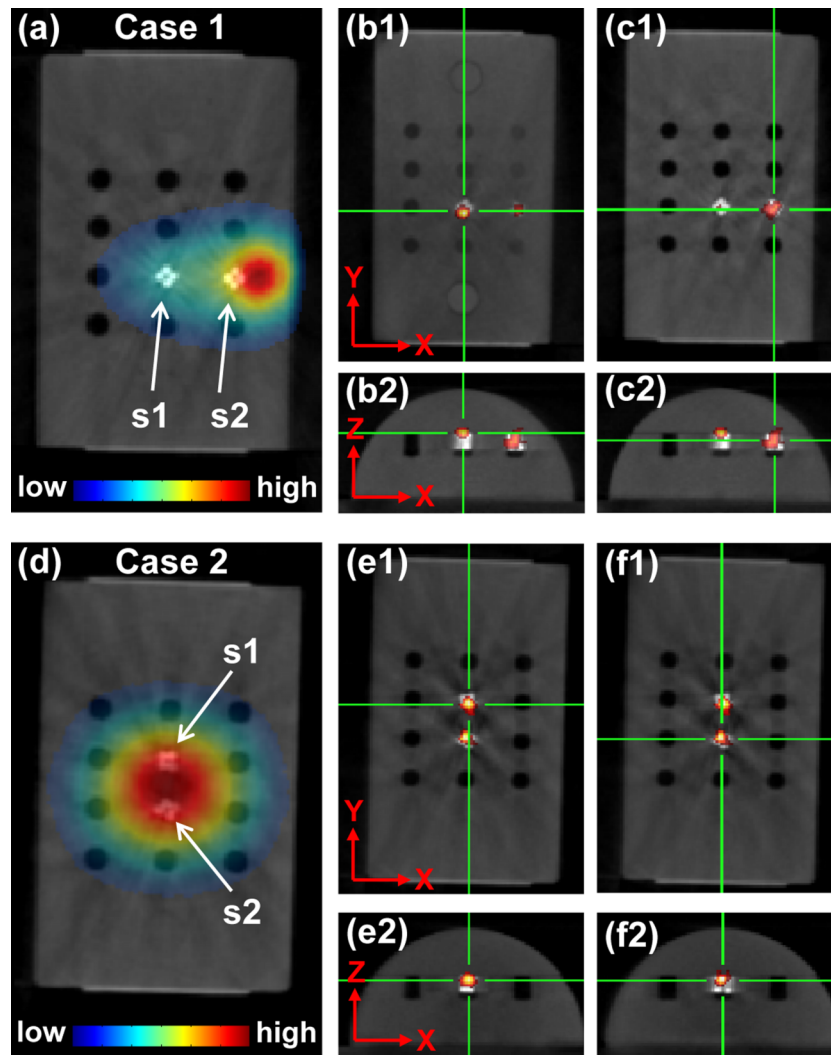 (a) Case 1
s1 s2
low high
(b1)
Y
X
(c1)
(b2)
Z
X
(c2)
(d) Case 2
s1
s2
low high
(e1)
Y
X
(f1)
(e2)
Z
X
(f2)